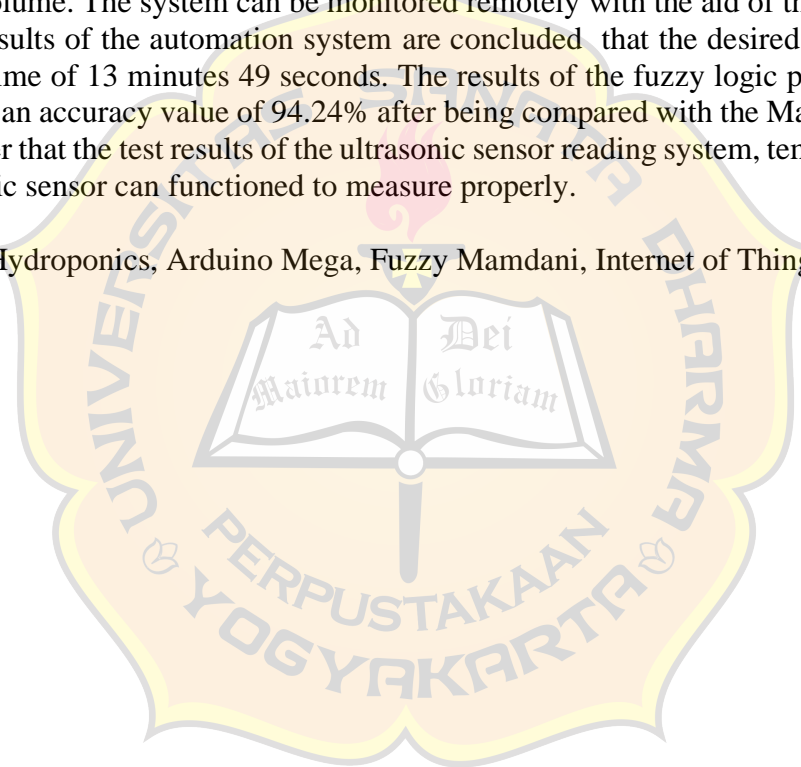 olume. The system can be monitored remotely with the aid of th
sults of the automation system are concluded that the desired
ime of 13 minutes 49 seconds. The results of the fuzzy logic p
an accuracy value of 94.24% after being compared with the Ma
er that the test results of the ultrasonic sensor reading system, ten
ic sensor can functioned to measure properly.
Hydroponics, Arduino Mega, Fuzzy Mamdani, Internet of Thing
UNIVERSITAS SANATA DHARMA
Ad Dei
Maiorem Gloriam
PERPUSTAKAAN
YOGYAKARTA